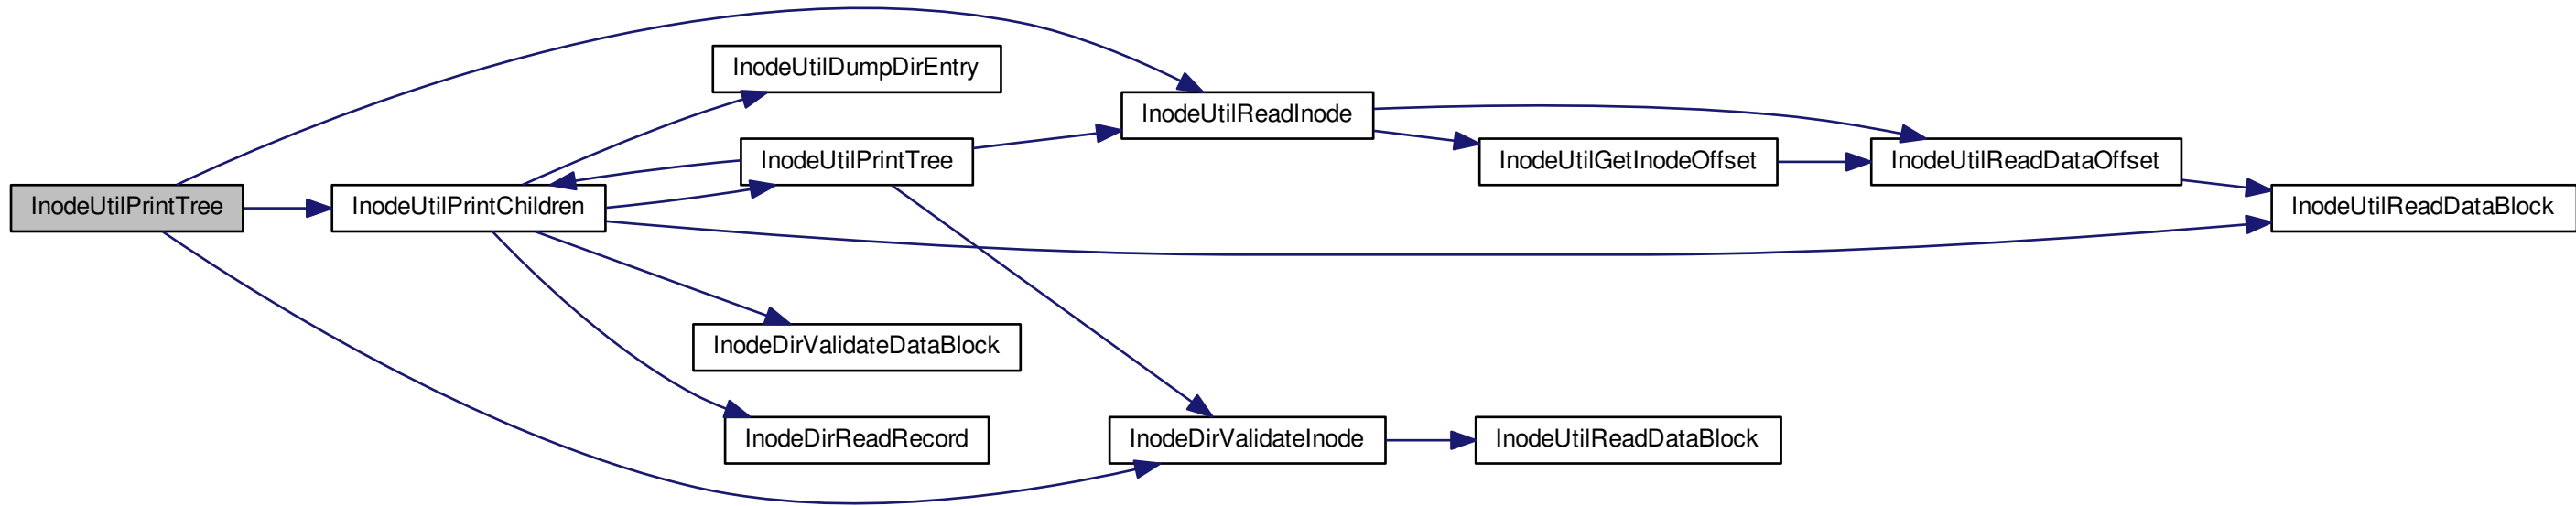 InodeUtilPrintTree
InodeUtilPrintChildren
InodeUtilDumpDirEntry
InodeUtilPrintTree
InodeDirValidateDataBlock
InodeDirReadRecord
InodeUtilReadInode
InodeDirValidateInode
InodeUtilGetInodeOffset
InodeUtilReadDataBlock
InodeUtilReadDataOffset
InodeUtilReadDataBlock